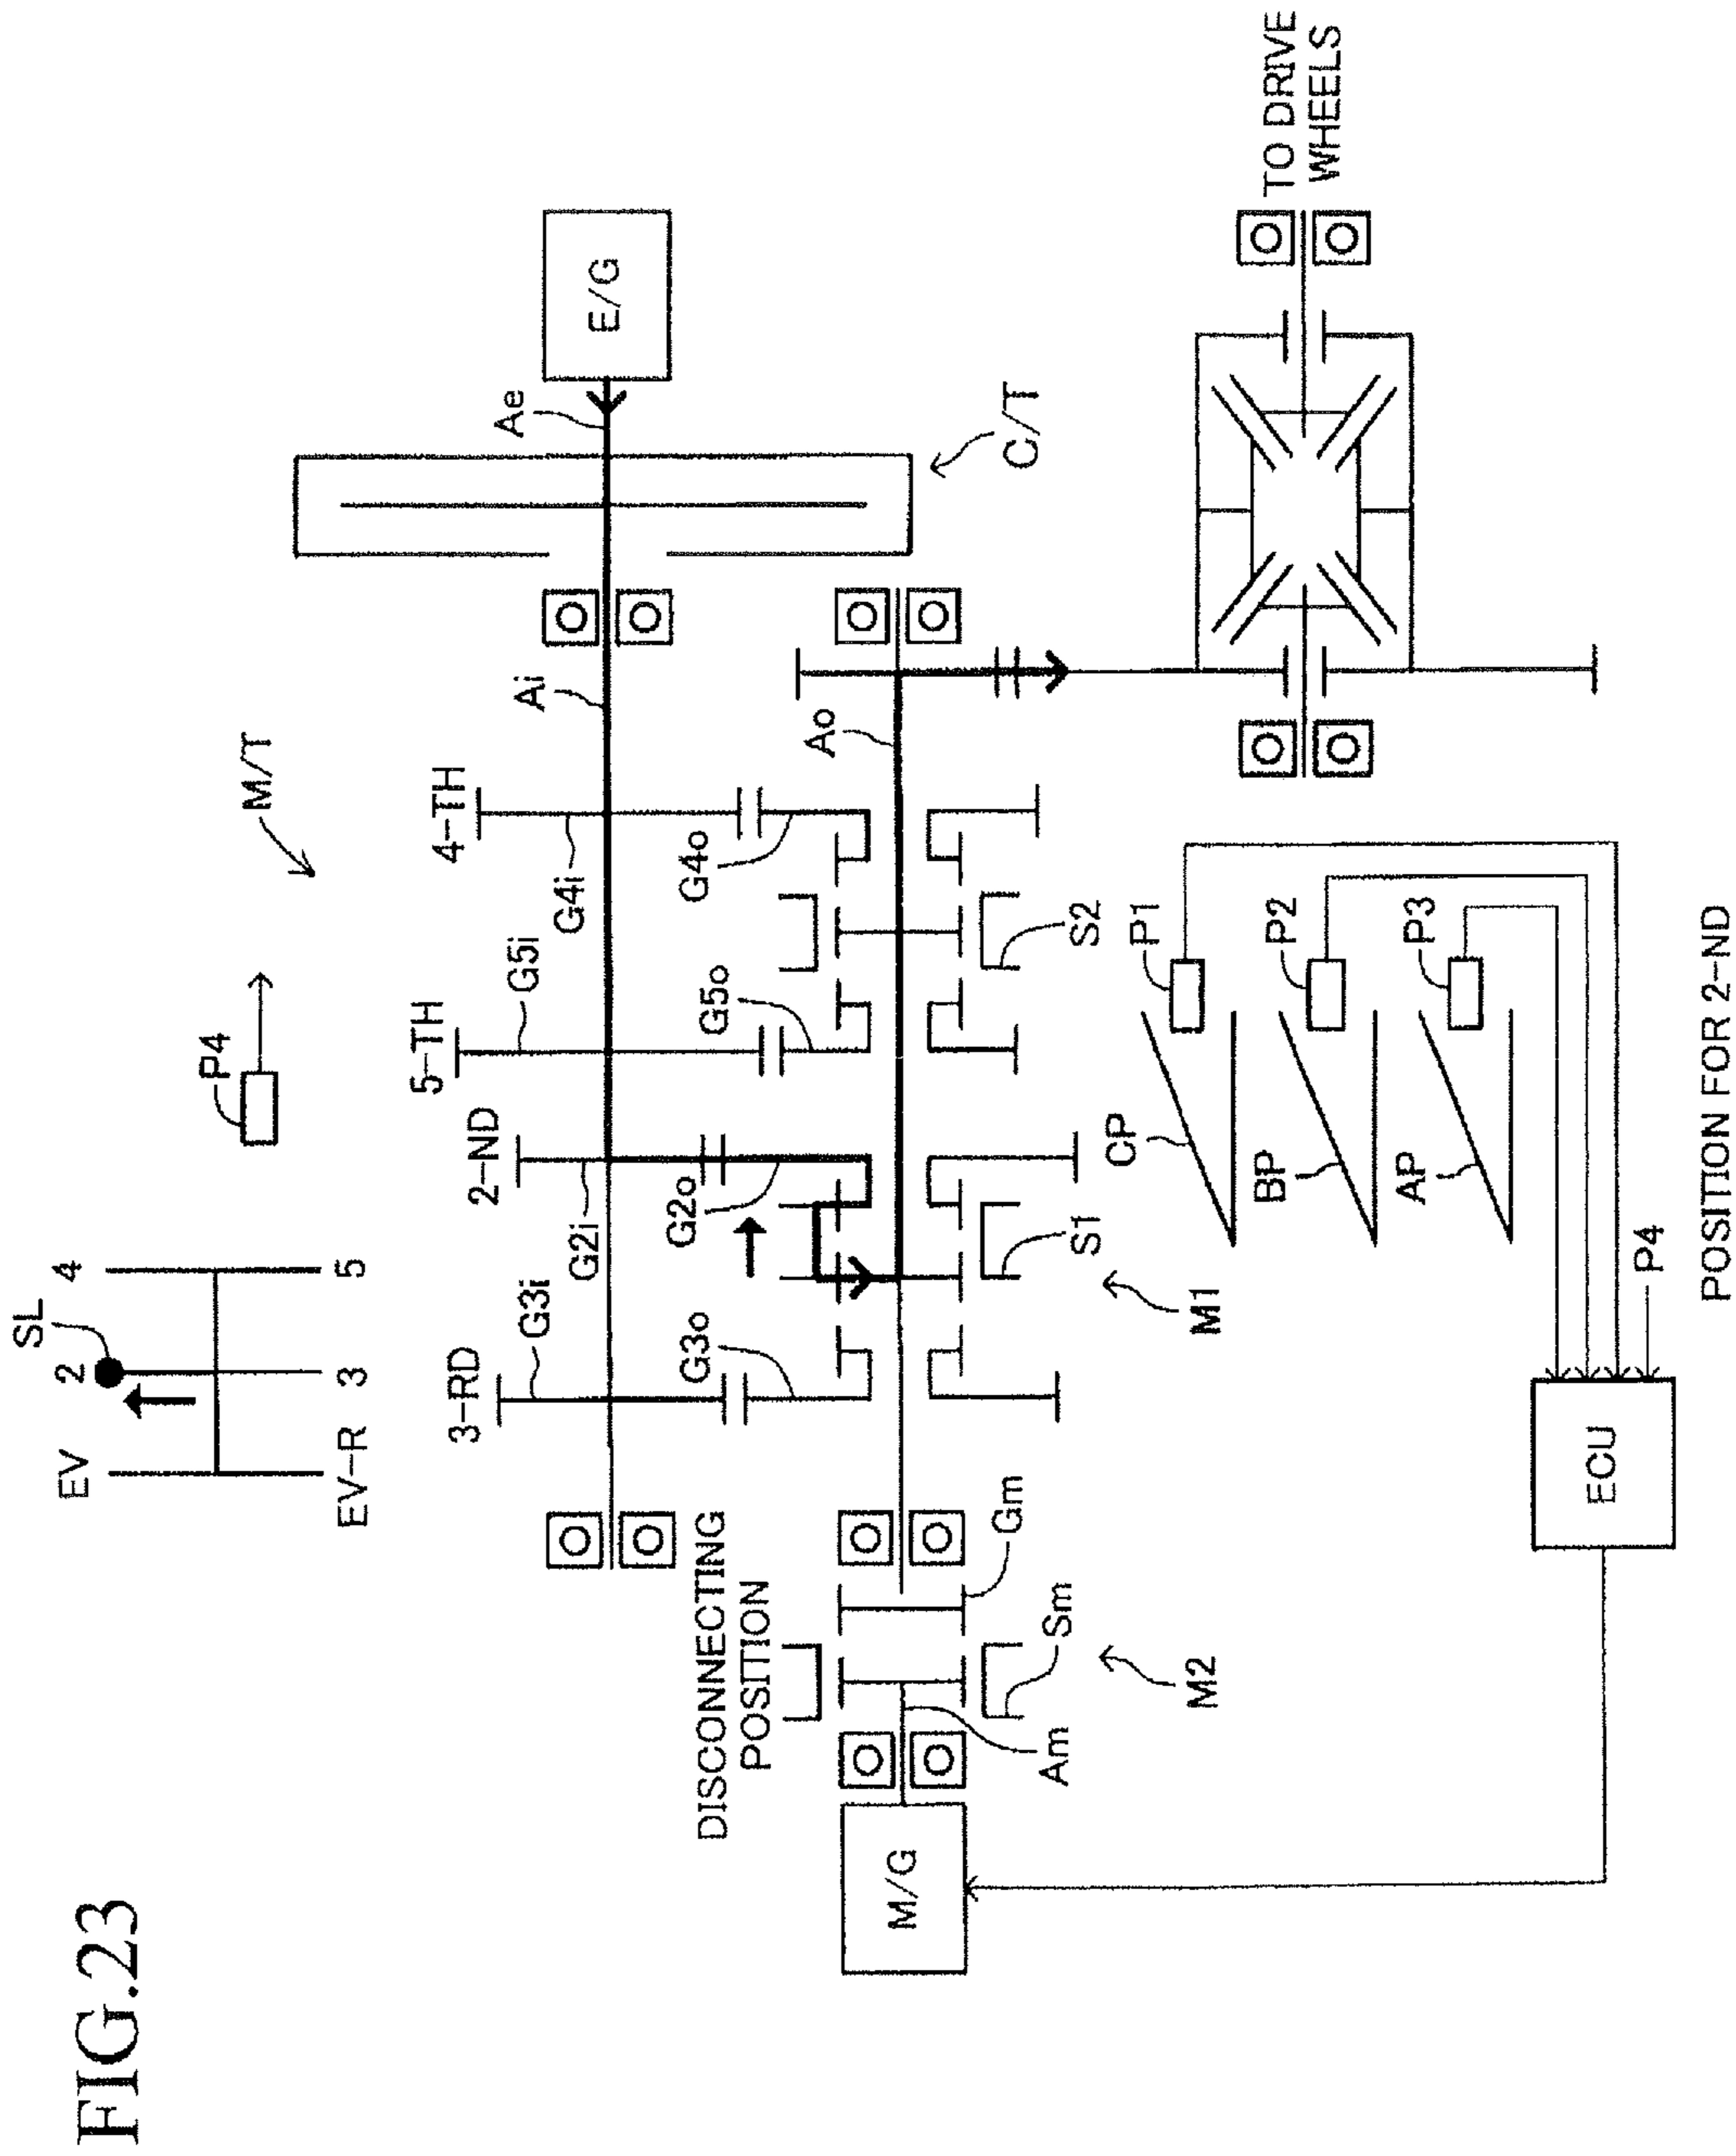 FIG.23
EV
2
SL
4
EV-R
3
5
P4
M/T
3-RD
2-ND
5-TH
4-TH
G3i
G2i
G5i
G4i
Ai
Ae
E/G
G3o
G2o
G5o
G4o
Ao
C/T
DISCONNECTING
POSITION
M/G
Am
Sm
Gm
M2
M1
S1
S2
TO DRIVE
WHEELS
CP
P1
BP
P2
AP
P3
ECU
P4
POSITION FOR 2-ND